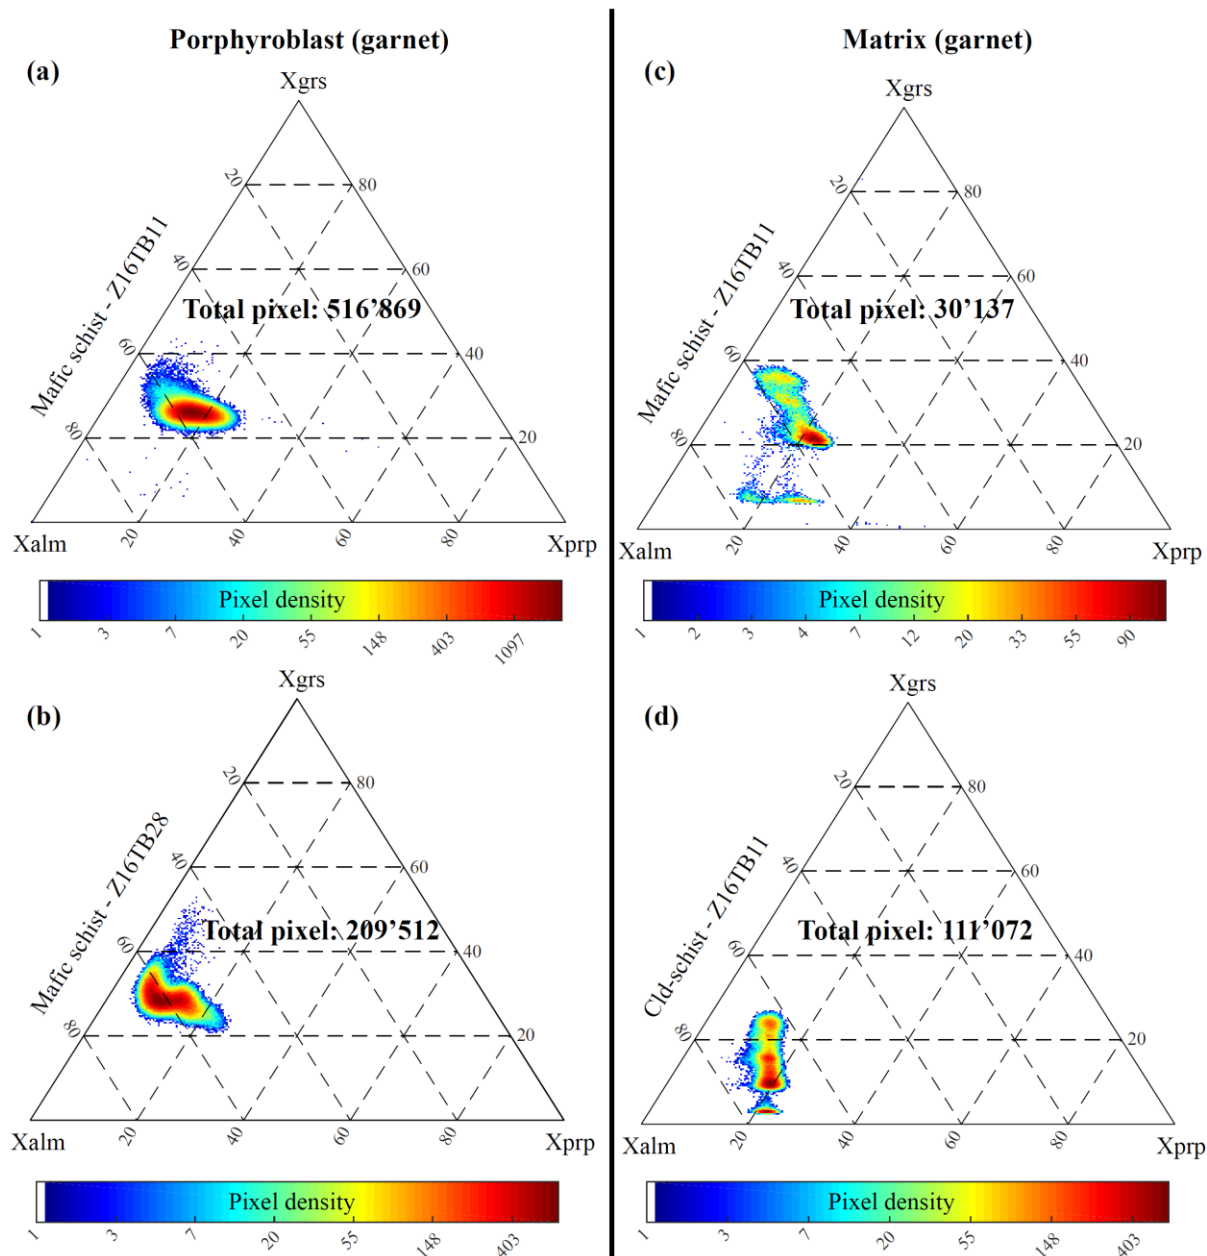 Porphyroblast (garnet)
Matrix (garnet)
(a)
Xgrs
20
80
40
60
Mafic schist - Z16TB11
Total pixel: 516'869
60
40
80
20
Xalm
20
40
60
80
Xprp
Pixel density
1
3
7
20
55
148
403
1097
(c)
Xgrs
20
80
40
60
Mafic schist - Z16TB11
Total pixel: 30'137
60
40
80
20
Xalm
20
40
60
80
Xprp
Pixel density
1
2
3
4
7
12
20
33
55
90
(b)
Xgrs
20
80
40
60
Mafic schist - Z16TB28
Total pixel: 209'512
60
40
80
20
Xalm
20
40
60
80
Xprp
Pixel density
1
3
7
20
55
148
403
(d)
Xgrs
20
80
40
60
Cld-schist - Z16TB11
Total pixel: 111'072
60
40
80
20
Xalm
20
40
60
80
Xprp
Pixel density
1
3
7
20
55
148
403